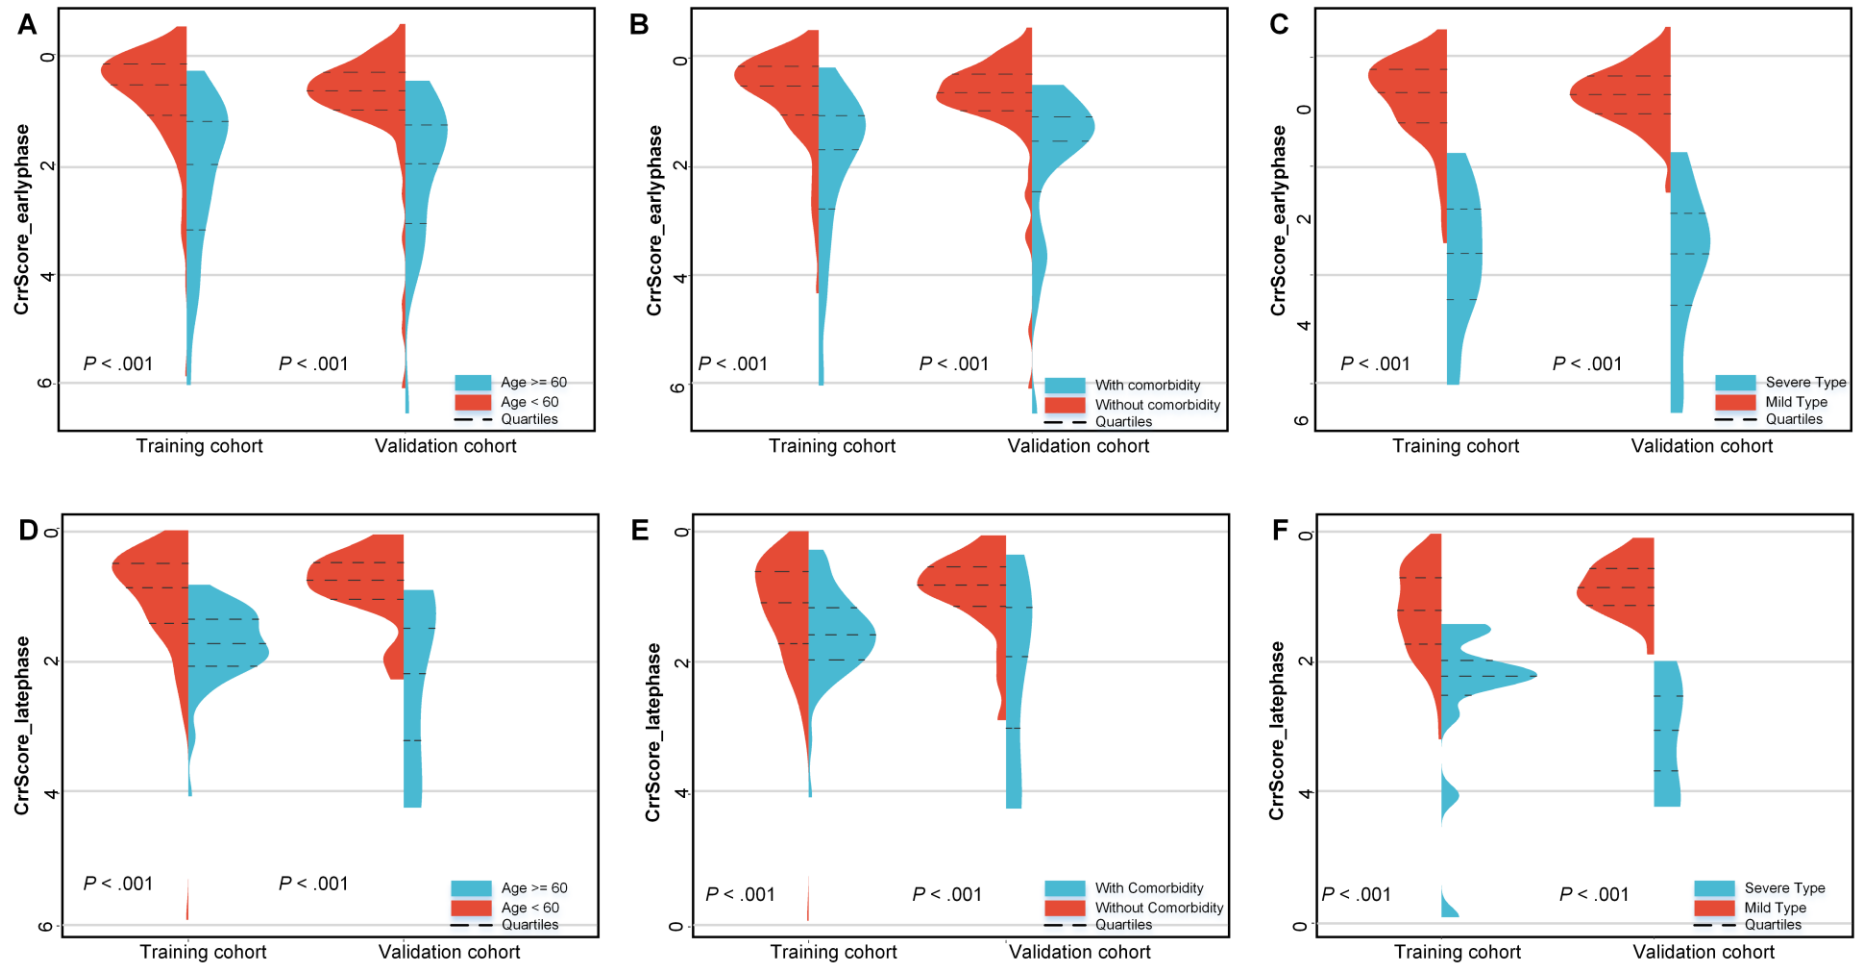 A
CrrScore_earlyphase
0
2
4
6
P < .001
P < .001
Age >= 60
Age < 60
Quartiles
Training cohort
Validation cohort
B
CrrScore_earlyphase
0
2
4
6
P < .001
P < .001
With comorbidity
Without comorbidity
Quartiles
Training cohort
Validation cohort
C
CrrScore_earlyphase
0
2
4
6
P < .001
P < .001
Severe Type
Mild Type
Quartiles
Training cohort
Validation cohort
D
CrrScore_latephase
0
2
4
6
P < .001
P < .001
Age >= 60
Age < 60
Quartiles
Training cohort
Validation cohort
E
CrrScore_latephase
0
2
4
0
P < .001
P < .001
With Comorbidity
Without Comorbidity
Quartiles
Training cohort
Validation cohort
F
CrrScore_latephase
0
2
4
0
P < .001
P < .001
Severe Type
Mild Type
Quartiles
Training cohort
Validation cohort